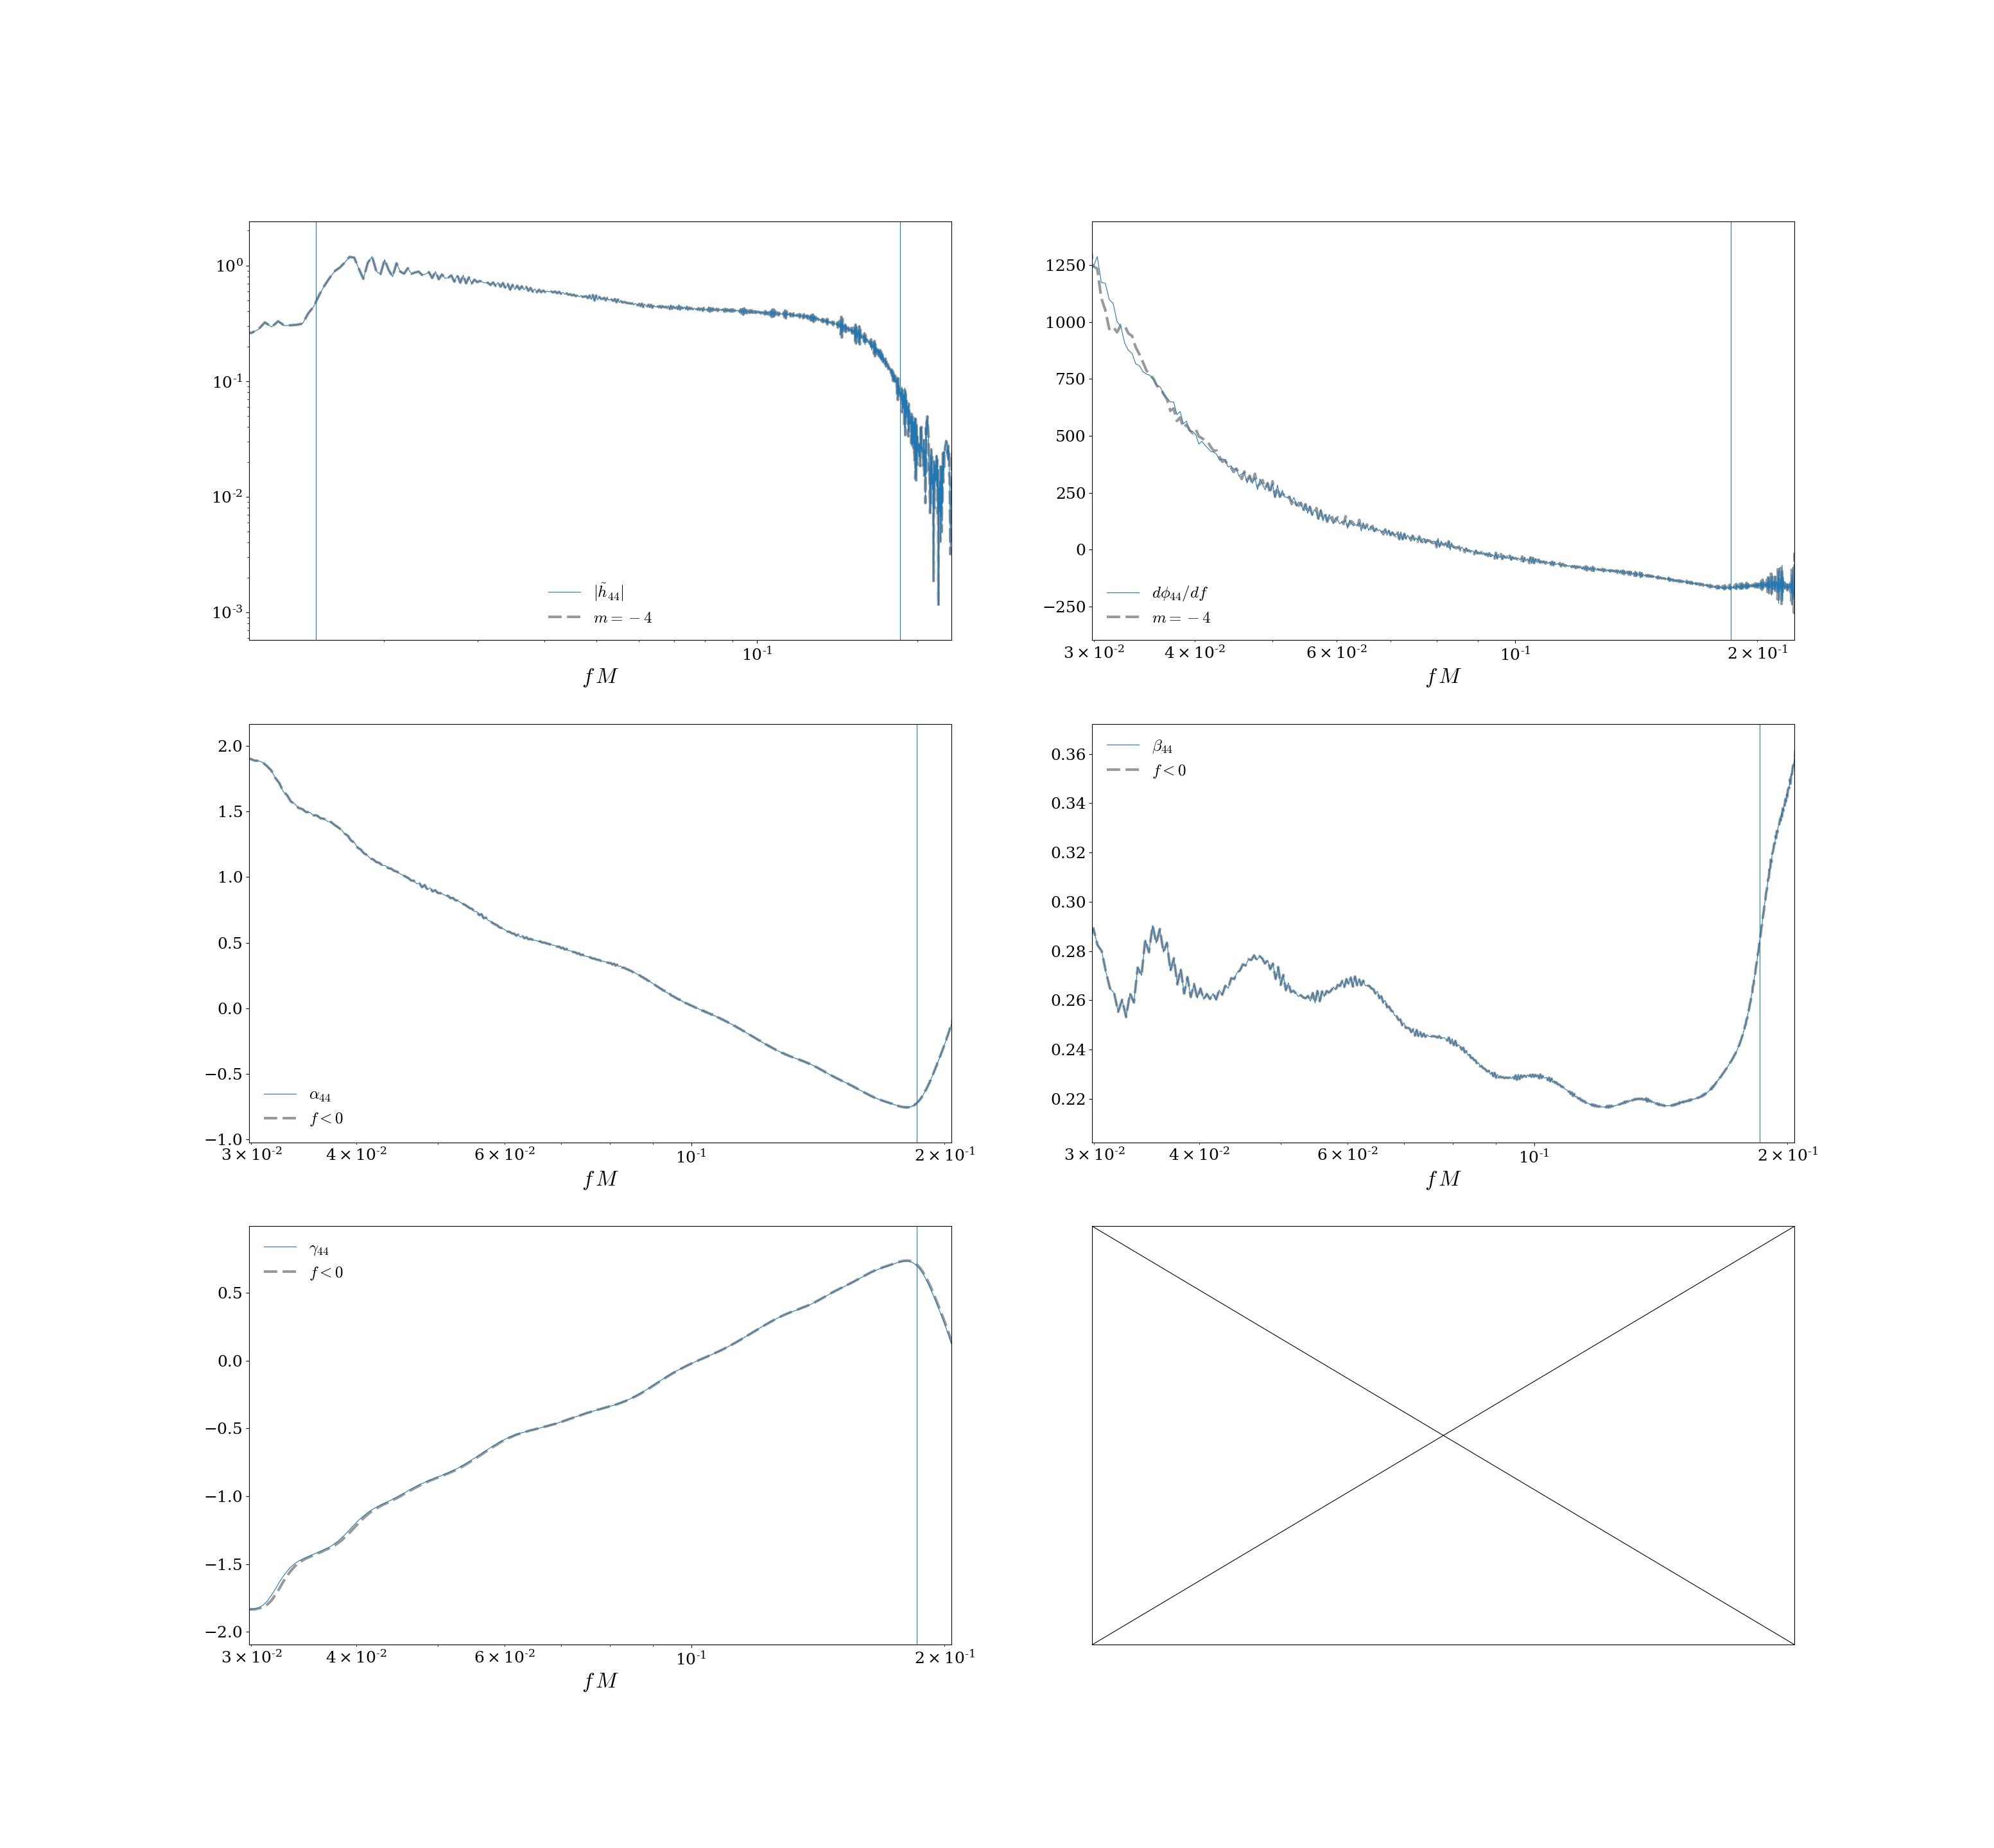 10⁰
10⁻¹
10⁻²
10⁻³
|h̃₄₄|
m = −4
10⁻¹
f M
1250
1000
750
500
250
0
−250
dϕ₄₄/df
m = −4
3 × 10⁻² 4 × 10⁻² 6 × 10⁻² 10⁻¹ 2 × 10⁻¹
f M
2.0
1.5
1.0
0.5
0.0
−0.5
−1.0
α₄₄
f < 0
3 × 10⁻² 4 × 10⁻² 6 × 10⁻² 10⁻¹ 2 × 10⁻¹
f M
β₄₄
f < 0
0.36
0.34
0.32
0.30
0.28
0.26
0.24
0.22
3 × 10⁻² 4 × 10⁻² 6 × 10⁻² 10⁻¹ 2 × 10⁻¹
f M
γ₄₄
f < 0
0.5
0.0
−0.5
−1.0
−1.5
−2.0
3 × 10⁻² 4 × 10⁻² 6 × 10⁻² 10⁻¹ 2 × 10⁻¹
f M